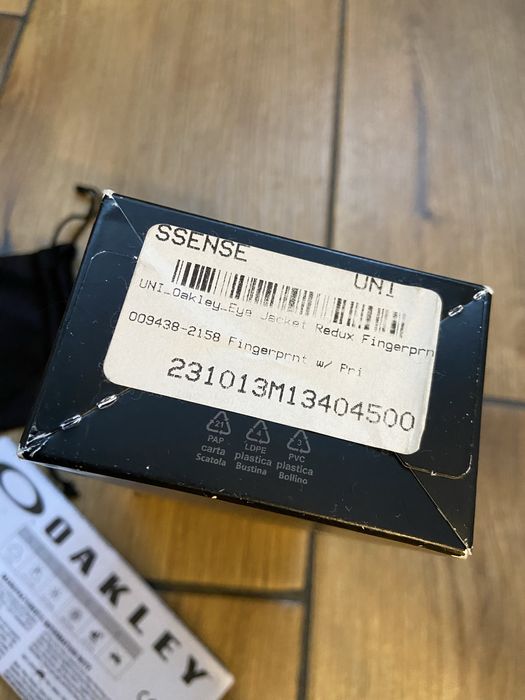 SSENSE
UNI
UNI_Oakley_Eye Jacket Redux Fingerprn
OO9438-2158 Fingerprnt w/ Pri
231013M13404500
21
PAP
carta
Scatola
4
LDPE
plastica
Bustina
3
PVC
plastica
Bollino
OAKLEY